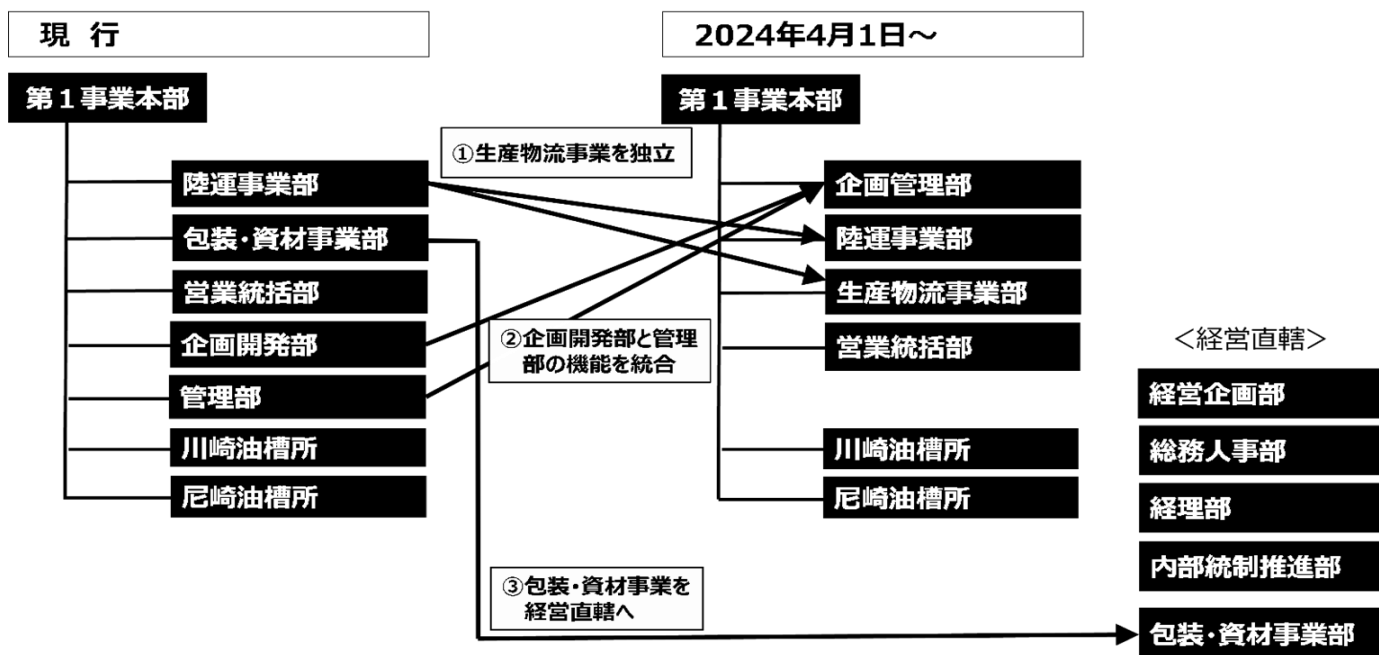 現 行
第１事業本部
陸運事業部
包装・資材事業部
営業統括部
企画開発部
管理部
川崎油槽所
尼崎油槽所
①生産物流事業を独立
②企画開発部と管理
部の機能を統合
③包装・資材事業を
経営直轄へ
2024年4月1日～
第１事業本部
企画管理部
陸運事業部
生産物流事業部
営業統括部
川崎油槽所
尼崎油槽所
＜経営直轄＞
経営企画部
総務人事部
経理部
内部統制推進部
包装・資材事業部